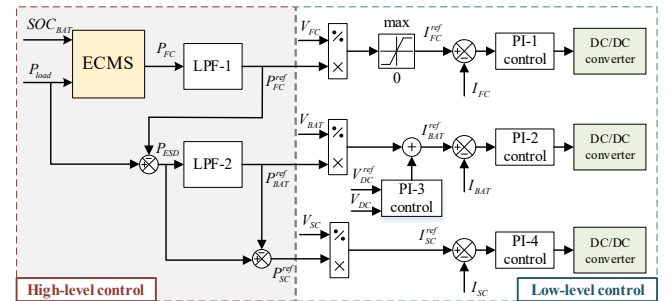 SOC_BAT
P_load
ECMS
P_FC
LPF-1
P_FC^ref
V_FC
%
×
max
0
I_FC^ref
I_FC
PI-1
control
DC/DC
converter
P_ESD
LPF-2
P_BAT^ref
V_BAT
%
×
I_BAT^ref
V_DC^ref
V_DC
PI-3
control
I_BAT
PI-2
control
DC/DC
converter
P_SC^ref
V_SC
%
×
I_SC^ref
I_SC
PI-4
control
DC/DC
converter
High-level control
Low-level control